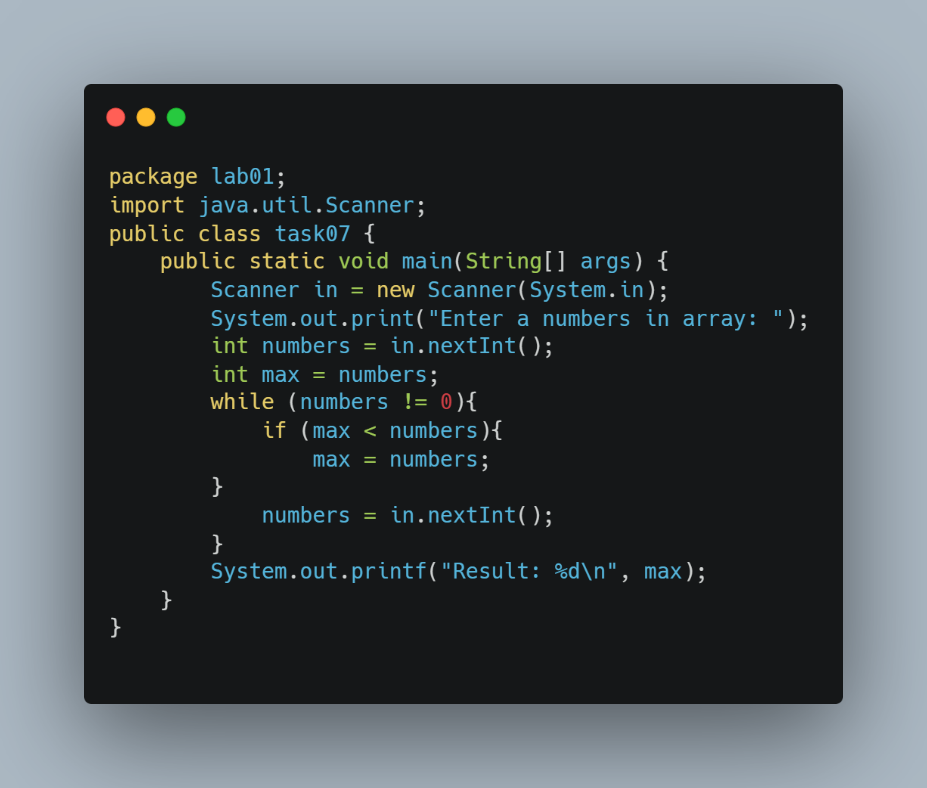 package lab01;
import java.util.Scanner;
public class task07 {
    public static void main(String[] args) {
        Scanner in = new Scanner(System.in);
        System.out.print("Enter a numbers in array: ");
        int numbers = in.nextInt();
        int max = numbers;
        while (numbers != 0){
            if (max < numbers){
                max = numbers;
        }
            numbers = in.nextInt();
        }
        System.out.printf("Result: %d\n", max);
    }
}